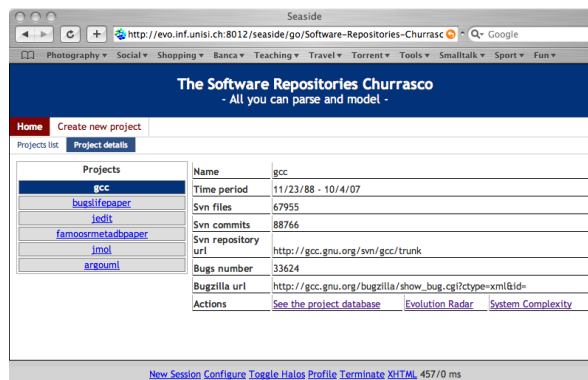 Seaside
http://evo.inf.unisi.ch:8012/seaside/go/Software-Repositories-Churrasc
Google
Photography Social Shopping Banca Teaching Travel Torrent Tools Smalltalk Sport Fun
The Software Repositories Churrasco
- All you can parse and model -
Home Create new project
Projects list Project details
Projects
gcc
bugslifepaper
jedit
famoosrmetadbpaper
jmol
argouml
Name gcc
Time period 11/23/88 - 10/4/07
Svn files 67955
Svn commits 88766
Svn repository
url http://gcc.gnu.org/svn/gcc/trunk
Bugs number 33624
Bugzilla url http://gcc.gnu.org/bugzilla/show_bug.cgi?ctype=xml&id=
Actions See the project database Evolution Radar System Complexity
New Session Configure Toggle Halos Profile Terminate XHTML 457/0 ms